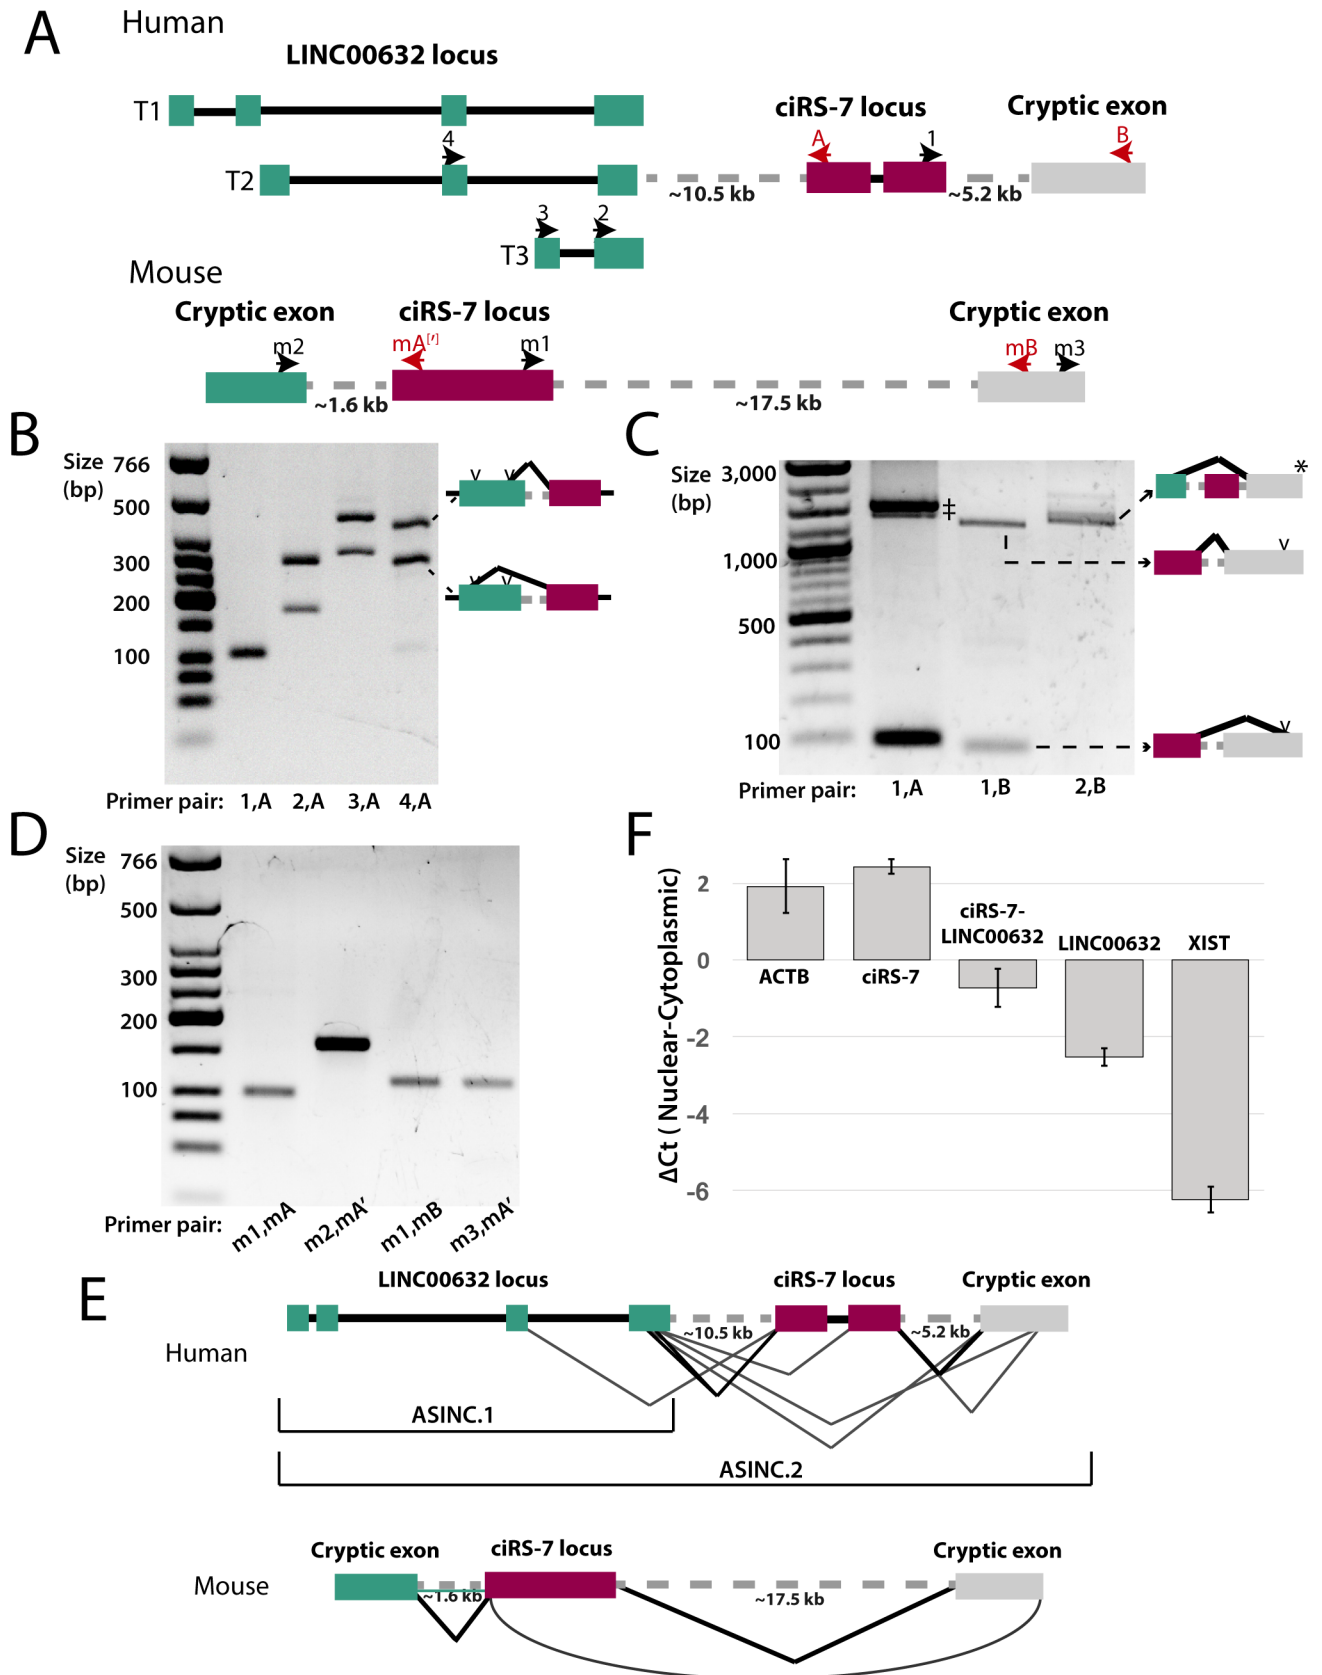 A
Human
LINC00632 locus
T1
ciRS-7 locus
Cryptic exon
4
A
1
B
T2
~10.5 kb
~5.2 kb
3
2
T3
Mouse
Cryptic exon
ciRS-7 locus
Cryptic exon
m2
mA[']
m1
mB
m3
~1.6 kb
~17.5 kb
B
Size
(bp)
766
500
300
200
100
v
v
v
v
Primer pair:
1,A
2,A
3,A
4,A
C
Size
(bp)
3,000
1,000
500
100
‡
*
v
v
Primer pair:
1,A
1,B
2,B
D
Size
(bp)
766
500
300
200
100
Primer pair:
m1,mA
m2,mA'
m1,mB
m3,mA'
F
ΔCt ( Nuclear-Cytoplasmic)
2
0
-2
-4
-6
ACTB
ciRS-7
ciRS-7-
LINC00632
LINC00632
XIST
E
LINC00632 locus
ciRS-7 locus
Cryptic exon
~10.5 kb
~5.2 kb
Human
ASINC.1
ASINC.2
Cryptic exon
ciRS-7 locus
Cryptic exon
Mouse
~1.6 kb
~17.5 kb